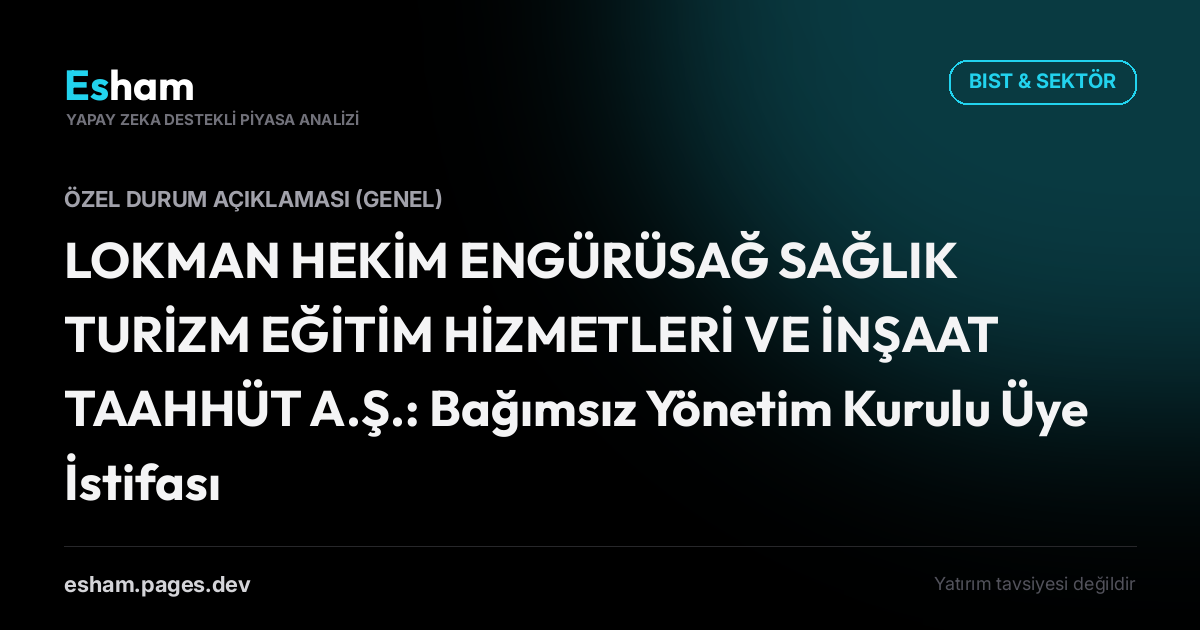 Esham
BIST & SEKTÖR
YAPAY ZEKA DESTEKLİ PİYASA ANALİZİ
ÖZEL DURUM AÇIKLAMASI (GENEL)
LOKMAN HEKİM ENGÜRÜSAĞ SAĞLIK
TURİZM EĞİTİM HİZMETLERİ VE İNŞAAT
TAAHHÜT A.Ş.: Bağımsız Yönetim Kurulu Üye
İstifası
esham.pages.dev
Yatırım tavsiyesi değildir